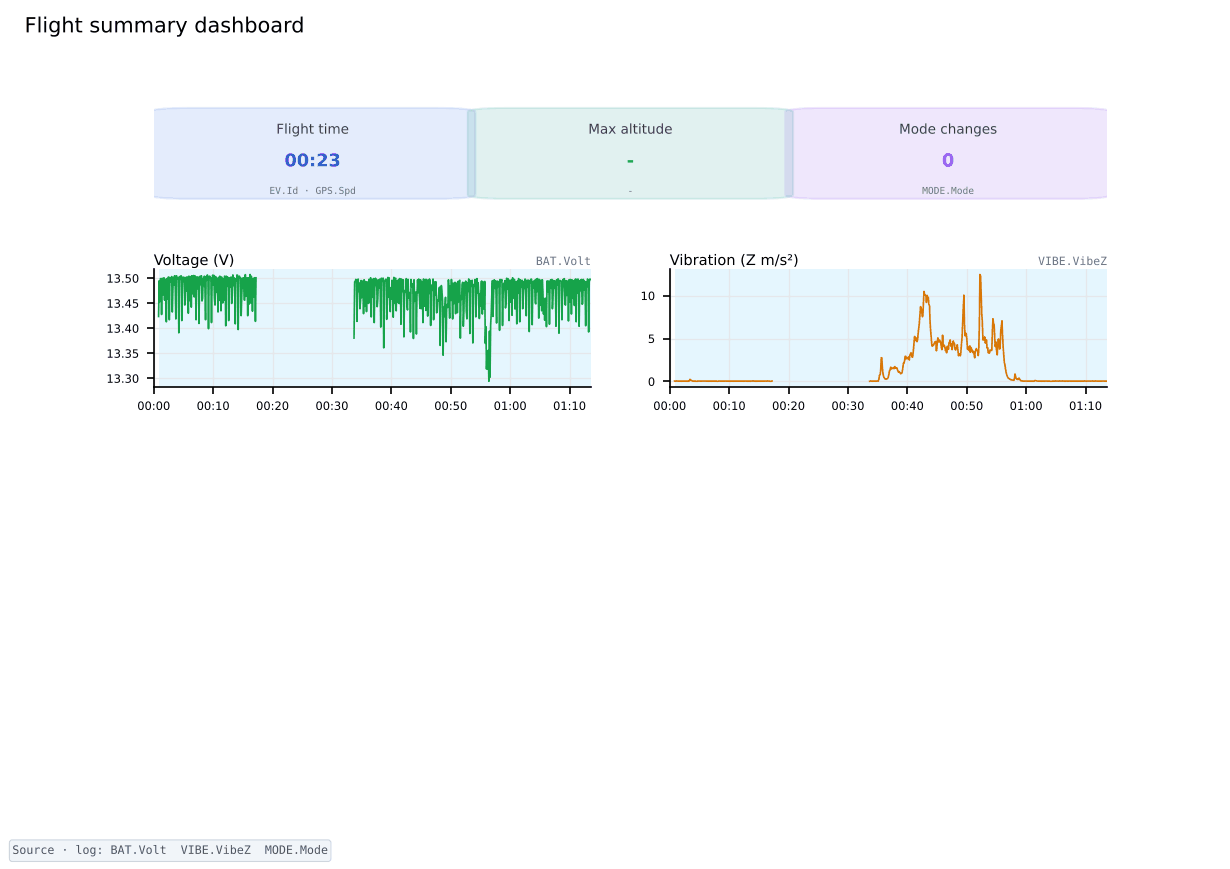 Flight summary dashboard
Flight time
00:23
EV.Id · GPS.Spd
Max altitude
-
-
Mode changes
0
MODE.Mode
Voltage (V)
BAT.Volt
13.50
13.45
13.40
13.35
13.30
00:00 00:10 00:20 00:30 00:40 00:50 01:00 01:10
Vibration (Z m/s²)
VIBE.VibeZ
10
5
0
00:00 00:10 00:20 00:30 00:40 00:50 01:00 01:10
Source · log: BAT.Volt  VIBE.VibeZ  MODE.Mode